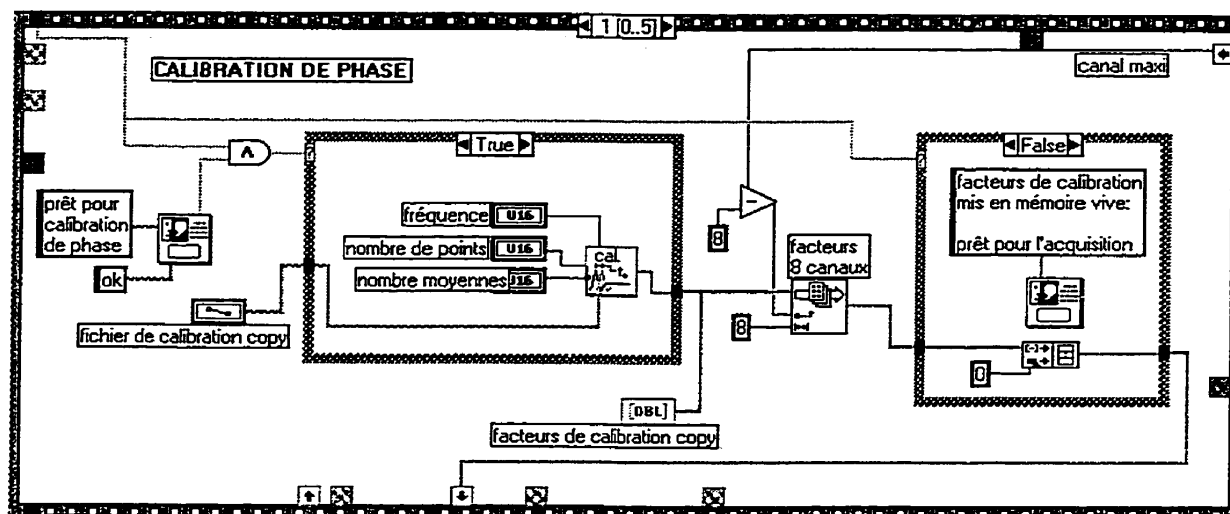 1 [0..5]
CALIBRATION DE PHASE
canal maxi
True
False
prêt pour
calibration
de phase
ok
fichier de calibration copy
fréquence
U16
nombre de points
U16
nombre moyennes
U16
cal
8
facteurs
8 canaux
8
facteurs de calibration
mis en mémoire vive:
prêt pour l'acquisition
0
[DBL]
facteurs de calibration copy